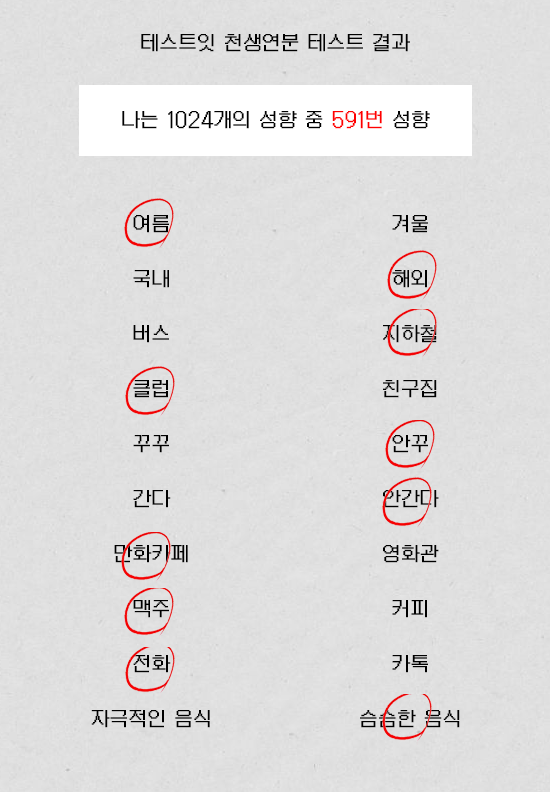 테스트잇 천생연분 테스트 결과
나는 1024개의 성향 중 591번 성향
여름 겨울
국내 해외
버스 지하철
클럽 친구집
꾸꾸 안꾸
간다 안간다
만화카페 영화관
맥주 커피
전화 카톡
자극적인 음식 슴슴한 음식